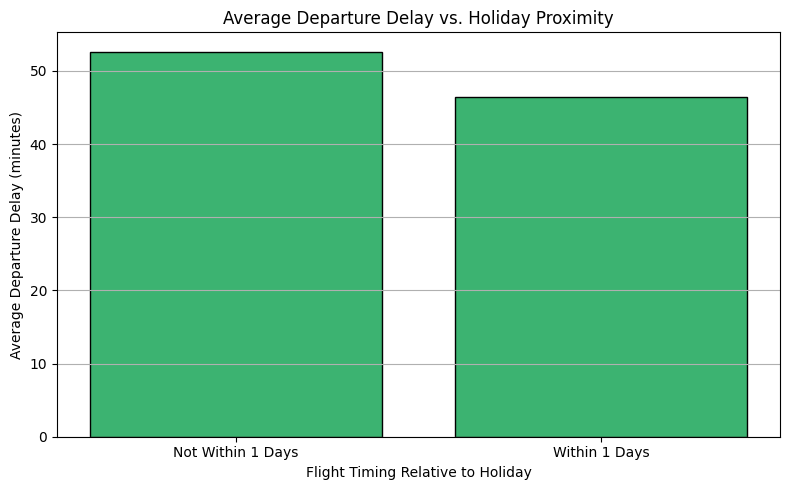 Average Departure Delay vs. Holiday Proximity
Average Departure Delay (minutes)
50
40
30
20
10
0
Not Within 1 Days
Within 1 Days
Flight Timing Relative to Holiday